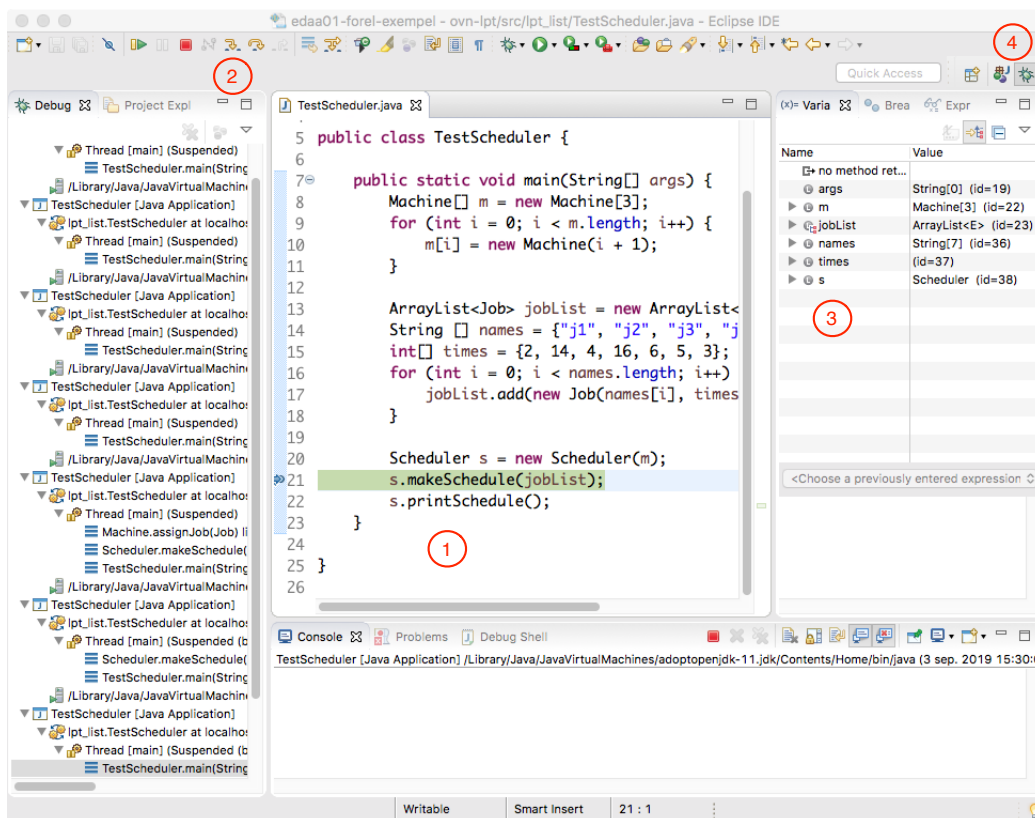 edaa01-forel-exempel - ovn-lpt/src/lpt_list/TestScheduler.java - Eclipse IDE
4
2
Quick Access
Debug
Project Expl
Thread [main] (Suspended)
TestScheduler.main(String
/Library/Java/JavaVirtualMachin
TestScheduler [Java Application]
lpt_list.TestScheduler at localhos
Thread [main] (Suspended)
TestScheduler.main(String
/Library/Java/JavaVirtualMachin
TestScheduler [Java Application]
lpt_list.TestScheduler at localhos
Thread [main] (Suspended)
TestScheduler.main(String
/Library/Java/JavaVirtualMachin
TestScheduler [Java Application]
lpt_list.TestScheduler at localhos
Thread [main] (Suspended)
TestScheduler.main(String
/Library/Java/JavaVirtualMachin
TestScheduler [Java Application]
lpt_list.TestScheduler at localhos
Thread [main] (Suspended)
Machine.assignJob(Job) li
Scheduler.makeSchedule(
TestScheduler.main(String
/Library/Java/JavaVirtualMachin
TestScheduler [Java Application]
lpt_list.TestScheduler at localhos
Thread [main] (Suspended (b
Scheduler.makeSchedule(
TestScheduler.main(String
/Library/Java/JavaVirtualMachin
TestScheduler [Java Application]
lpt_list.TestScheduler at localhos
Thread [main] (Suspended (b
TestScheduler.main(String
TestScheduler.java
5 public class TestScheduler {
6
7 public static void main(String[] args) {
8 Machine[] m = new Machine[3];
9 for (int i = 0; i < m.length; i++) {
10 m[i] = new Machine(i + 1);
11 }
12
13 ArrayList<Job> jobList = new ArrayList<
14 String [] names = {"j1", "j2", "j3", "j
15 int[] times = {2, 14, 4, 16, 6, 5, 3};
16 for (int i = 0; i < names.length; i++)
17 jobList.add(new Job(names[i], times
18 }
19
20 Scheduler s = new Scheduler(m);
21 s.makeSchedule(jobList);
22 s.printSchedule();
23 }
24
25 }
26
1
(x)= Varia
Brea
Expr
Name Value
no method ret...
args String[0] (id=19)
m Machine[3] (id=22)
jobList ArrayList<E> (id=23)
names String[7] (id=36)
times (id=37)
s Scheduler (id=38)
3
<Choose a previously entered expression
Console
Problems
Debug Shell
TestScheduler [Java Application] /Library/Java/JavaVirtualMachines/adoptopenjdk-11.jdk/Contents/Home/bin/java (3 sep. 2019 15:30:
Writable
Smart Insert
21 : 1